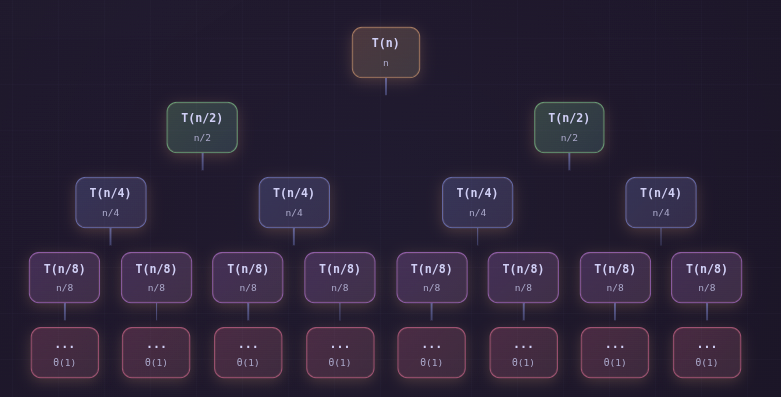 T(n)
n
T(n/2)
n/2
T(n/2)
n/2
T(n/4)
n/4
T(n/4)
n/4
T(n/4)
n/4
T(n/4)
n/4
T(n/8)
n/8
T(n/8)
n/8
T(n/8)
n/8
T(n/8)
n/8
T(n/8)
n/8
T(n/8)
n/8
T(n/8)
n/8
T(n/8)
n/8
...
θ(1)
...
θ(1)
...
θ(1)
...
θ(1)
...
θ(1)
...
θ(1)
...
θ(1)
...
θ(1)